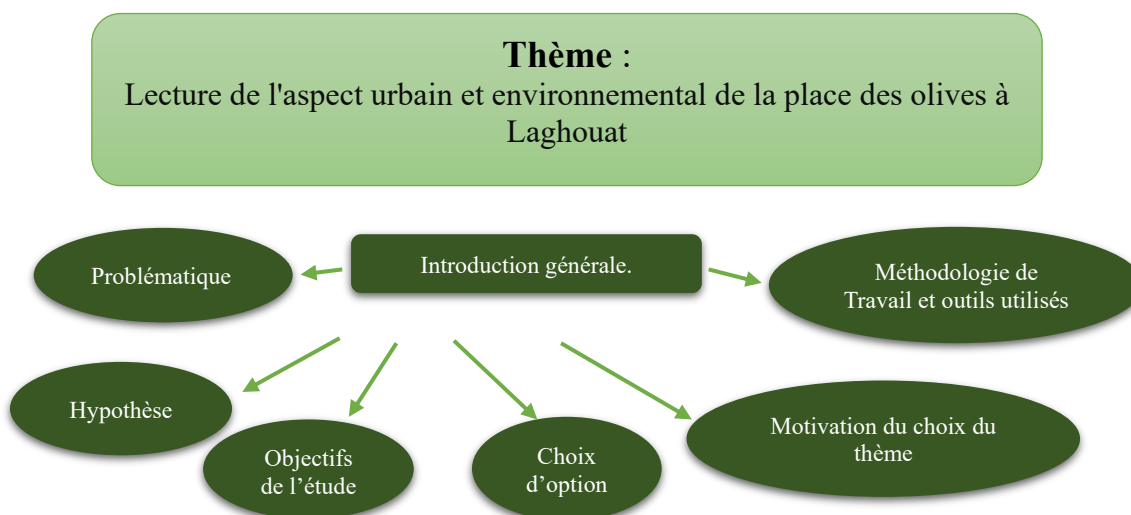 Thème :
Lecture de l'aspect urbain et environnemental de la place des olives à
Laghouat
Problématique
Introduction générale.
Méthodologie de
Travail et outils utilisés
Hypothèse
Objectifs
de l’étude
Choix
d’option
Motivation du choix du
thème